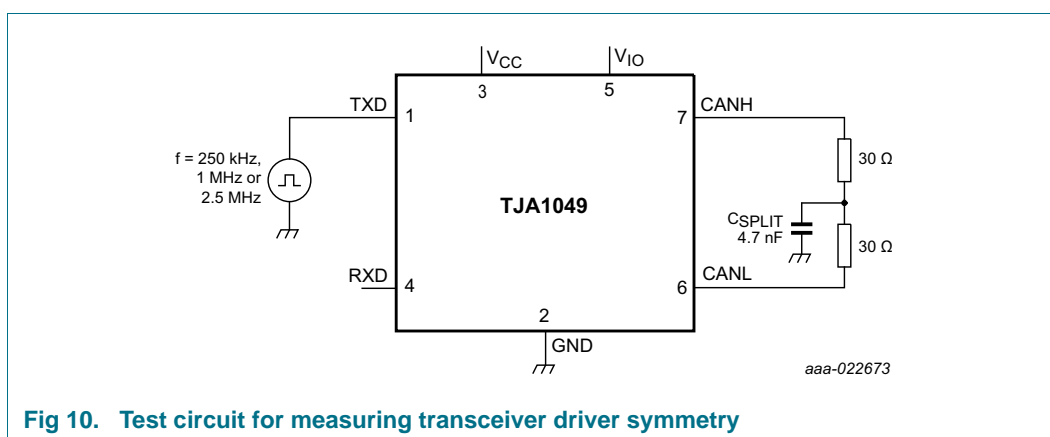 VCC
VIO
3
5
TXD
1
7
CANH
f = 250 kHz,
1 MHz or
2.5 MHz
30 Ω
TJA1049
CSPLIT
4.7 nF
30 Ω
RXD
4
6
CANL
2
GND
aaa-022673
Fig 10. Test circuit for measuring transceiver driver symmetry